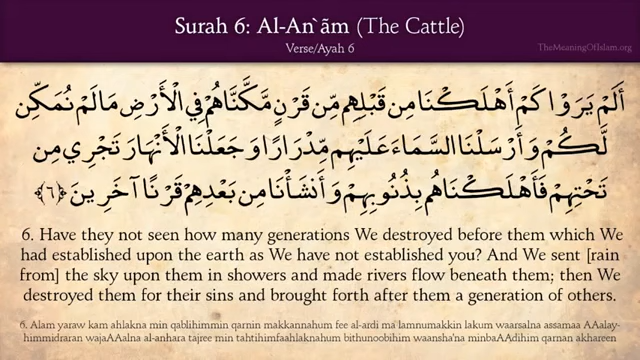 Surah 6: Al-An`ãm (The Cattle)
Verse/Ayah 6
TheMeaningOfIslam.org
أَلَمْ يَرَوْا كَمْ أَهْلَكْنَا مِن قَبْلِهِم مِّن قَرْنٍ مَّكَّنَّاهُمْ فِي الْأَرْضِ مَا لَمْ نُمَكِّن
لَّكُمْ وَأَرْسَلْنَا السَّمَاءَ عَلَيْهِم مِّدْرَارًا وَجَعَلْنَا الْأَنْهَارَ تَجْرِي مِن
تَحْتِهِمْ فَأَهْلَكْنَاهُم بِذُنُوبِهِمْ وَأَنشَأْنَا مِن بَعْدِهِمْ قَرْنًا آخَرِينَ ﴿٦﴾
6. Have they not seen how many generations We destroyed before them which We
had established upon the earth as We have not established you? And We sent [rain
from] the sky upon them in showers and made rivers flow beneath them; then We
destroyed them for their sins and brought forth after them a generation of others.
6. Alam yaraw kam ahlakna min qablihimmin qarnin makkannahum fee al-ardi ma lamnumakkin lakum waarsalna assamaa AAalay-
himmidraran wajaAAalna al-anhara tajree min tahtihimfaahlaknahum bithunoobihim waansha'na minbaAAdihim qarnan akhareen